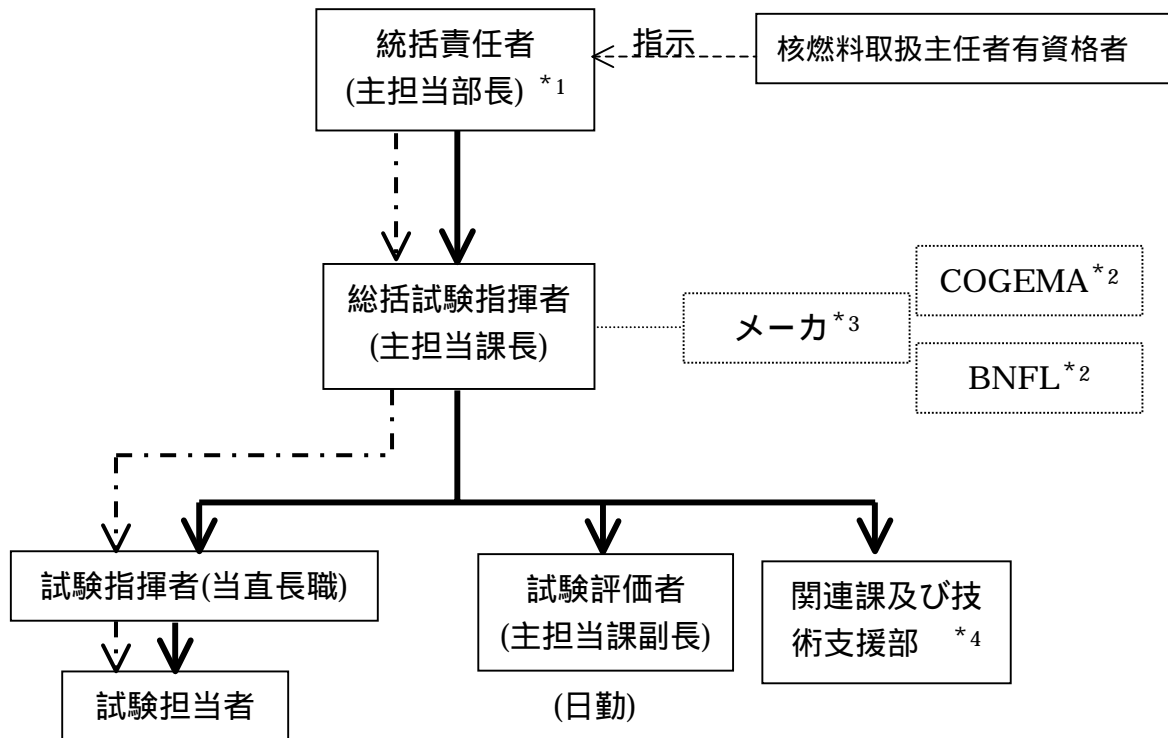 統括責任者
(主担当部長) *1
指示
核燃料取扱主任者有資格者
総括試験指揮者
(主担当課長)
メーカ*3
COGEMA*2
BNFL*2
試験指揮者(当直長職)
試験評価者
(主担当課副長)
関連課及び技
術支援部 *4
試験担当者
(日勤)